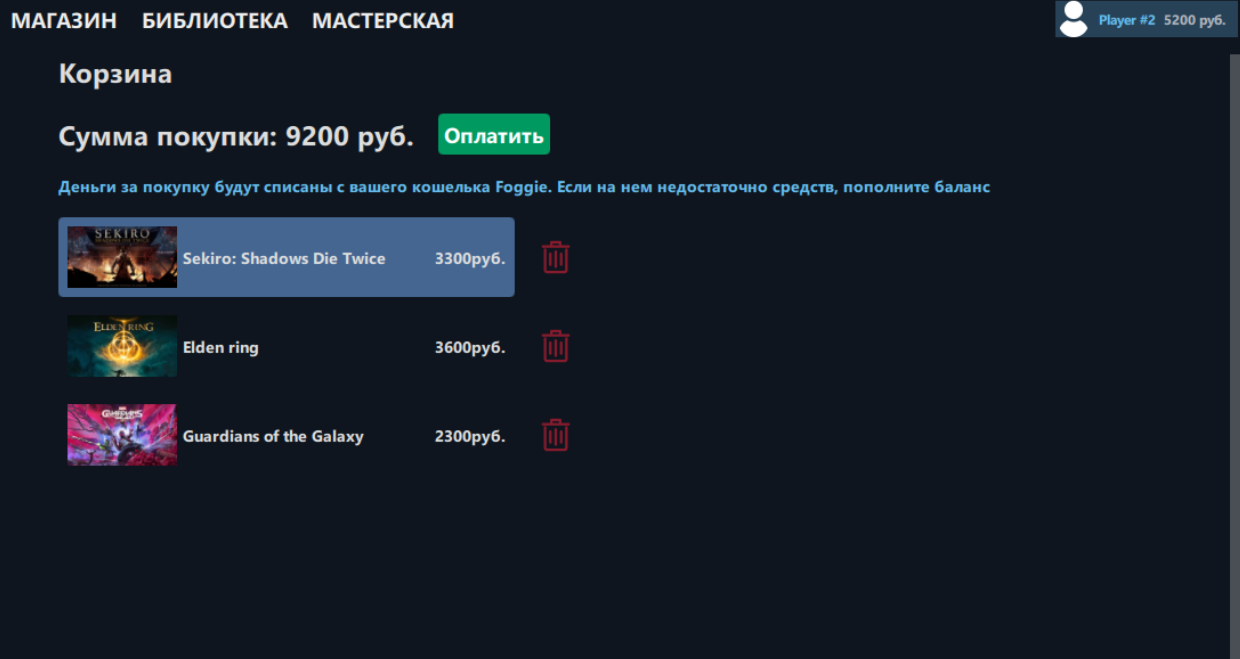 МАГАЗИН БИБЛИОТЕКА МАСТЕРСКАЯ Player #2 5200 руб.
Корзина
Сумма покупки: 9200 руб. Оплатить
Деньги за покупку будут списаны с вашего кошелька Foggie. Если на нем недостаточно средств, пополните баланс
SEKIRO
Sekiro: Shadows Die Twice 3300руб.
ELDEN RING
Elden ring 3600руб.
GUARDIANS
Guardians of the Galaxy 2300руб.